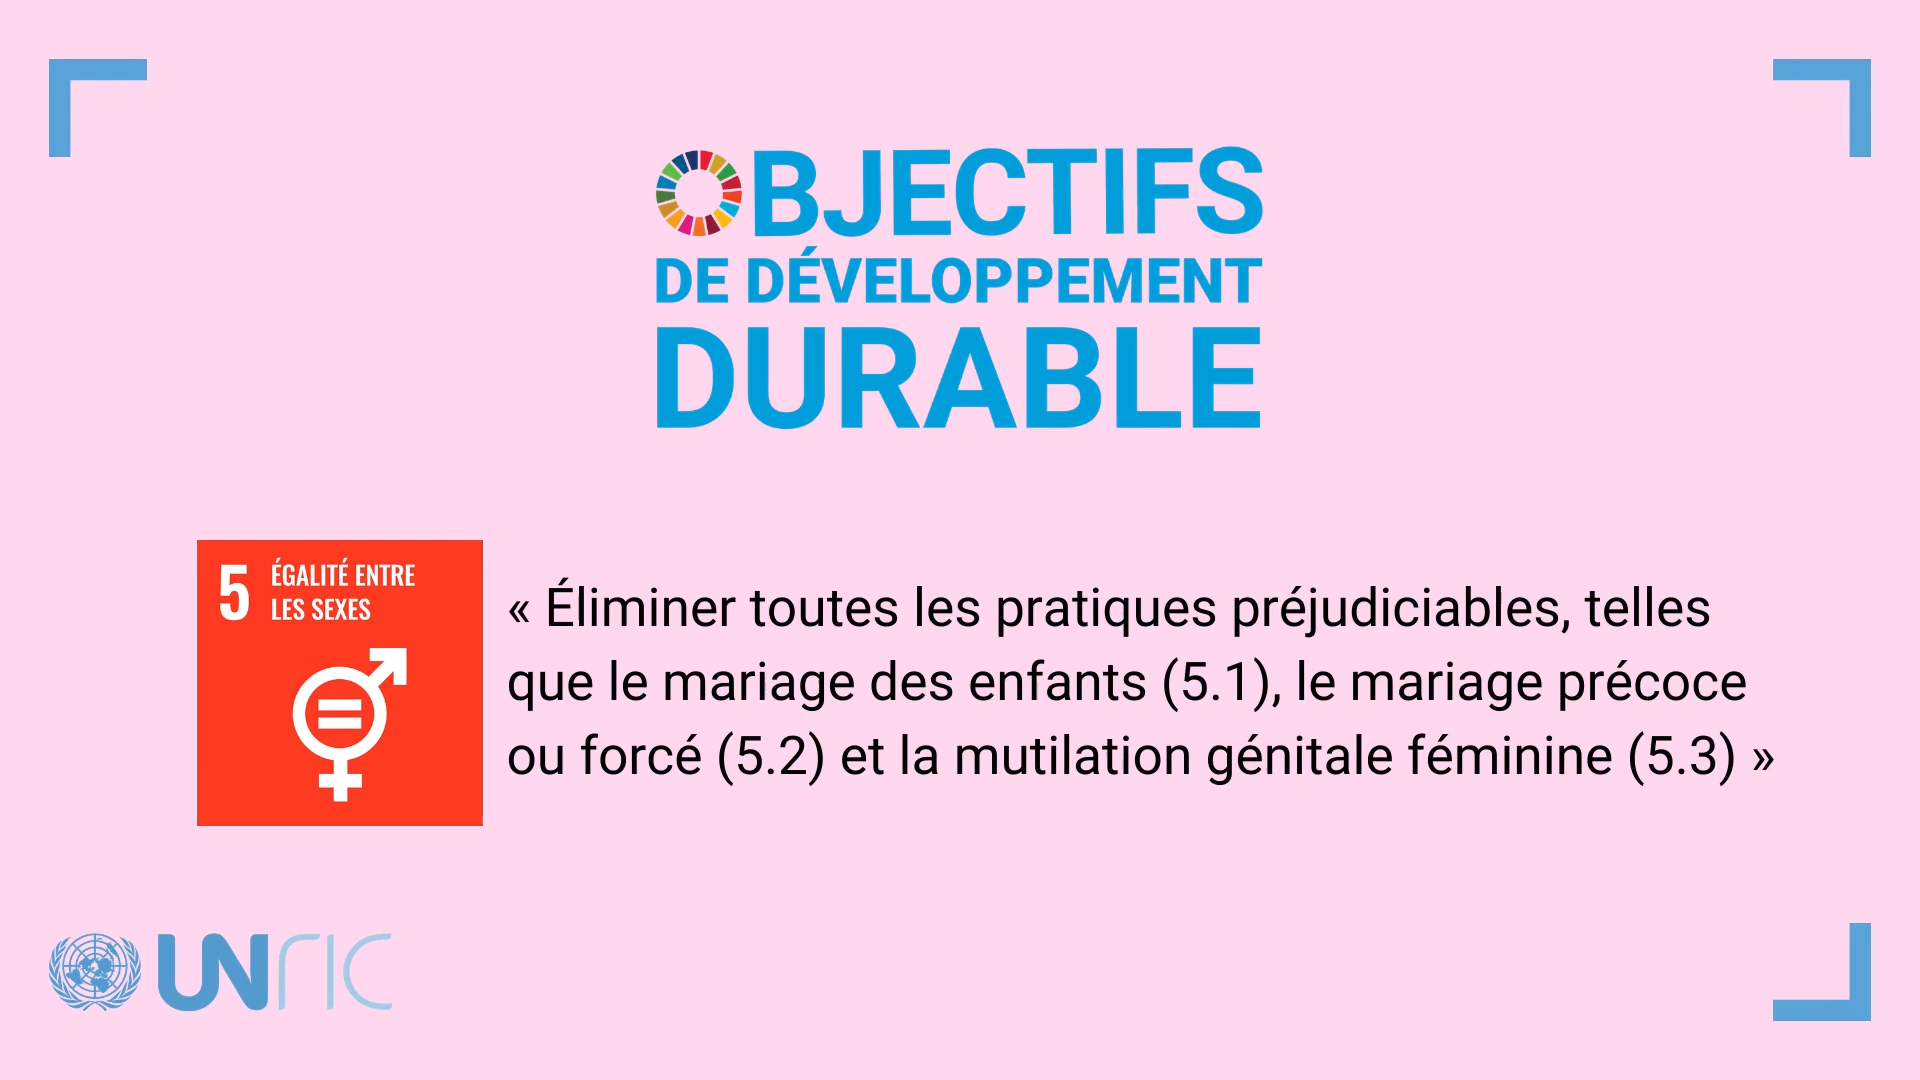 OBJECTIFS
DE DÉVELOPPEMENT
DURABLE
5 ÉGALITÉ ENTRE
LES SEXES
« Éliminer toutes les pratiques préjudiciables, telles
que le mariage des enfants (5.1), le mariage précoce
ou forcé (5.2) et la mutilation génitale féminine (5.3) »
UNric